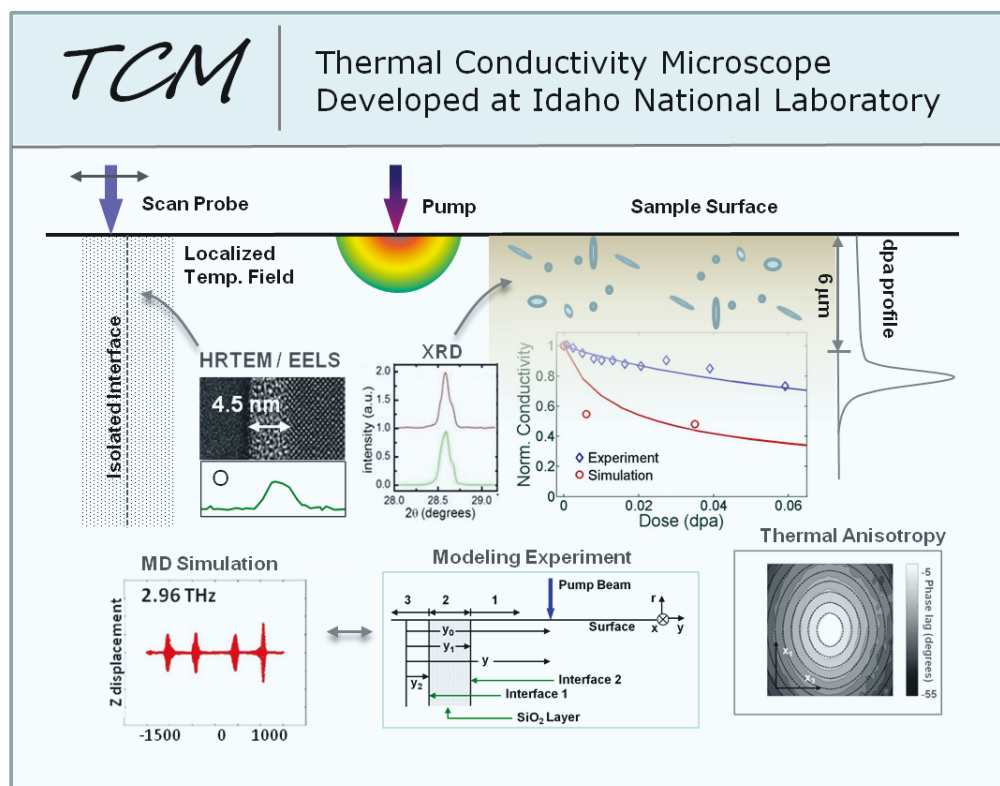 TCM
Thermal Conductivity Microscope
Developed at Idaho National Laboratory
Scan Probe
Pump
Sample Surface
Localized
Temp. Field
Isolated Interface
6 µm
dpa profile
HRTEM / EELS
4.5 nm
O
XRD
intensity (a.u.)
2.0
1.0
0.0
28.0
28.5
29.0
2θ (degrees)
Norm. Conductivity
1
0.8
0.6
0.4
0.2
0
Experiment
Simulation
0
0.02
0.04
0.06
Dose (dpa)
MD Simulation
2.96 THz
Z displacement
-1500
0
1000
Modeling Experiment
Pump Beam
3
2
1
r
x
y
Surface
y0
y1
y
y2
Interface 2
Interface 1
SiO2 Layer
Thermal Anisotropy
x1
-5
Phase lag (degrees)
-55